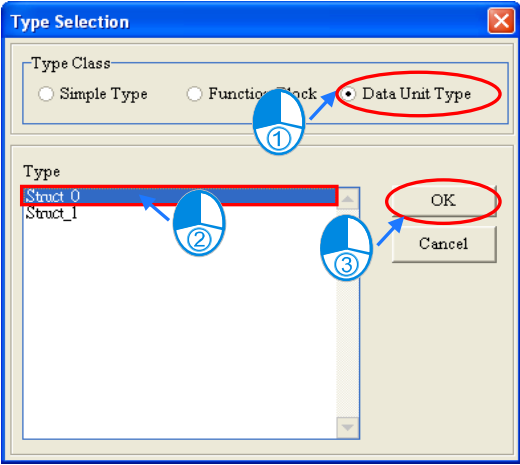 Type Selection
Type Class
Simple Type Function Block Data Unit Type
①
Type
Struct_0
Struct_1
②
OK
③
Cancel